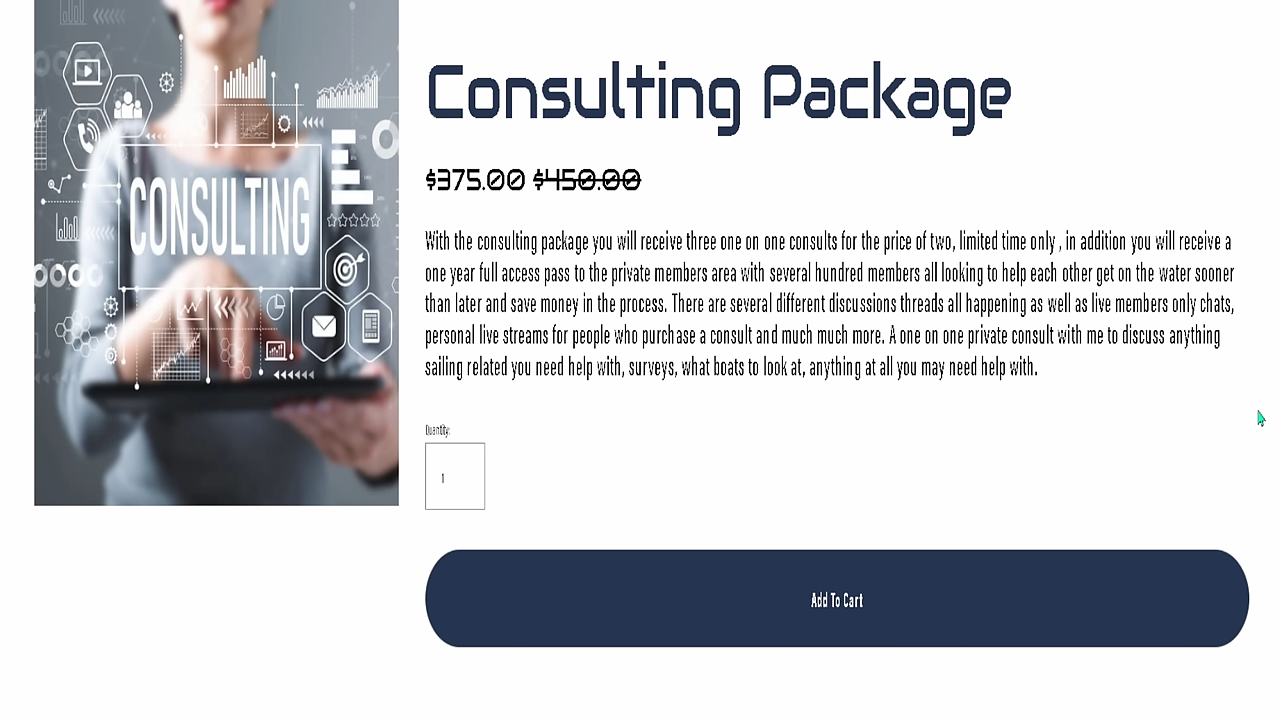 CONSULTING
Consulting Package
$375.00 $450.00
With the consulting package you will receive three one on one consults for the price of two, limited time only , in addition you will receive a
one year full access pass to the private members area with several hundred members all looking to help each other get on the water sooner
than later and save money in the process. There are several different discussions threads all happening as well as live members only chats,
personal live streams for people who purchase a consult and much much more. A one on one private consult with me to discuss anything
sailing related you need help with, surveys, what boats to look at, anything at all you may need help with.
Quantity:
1
Add To Cart